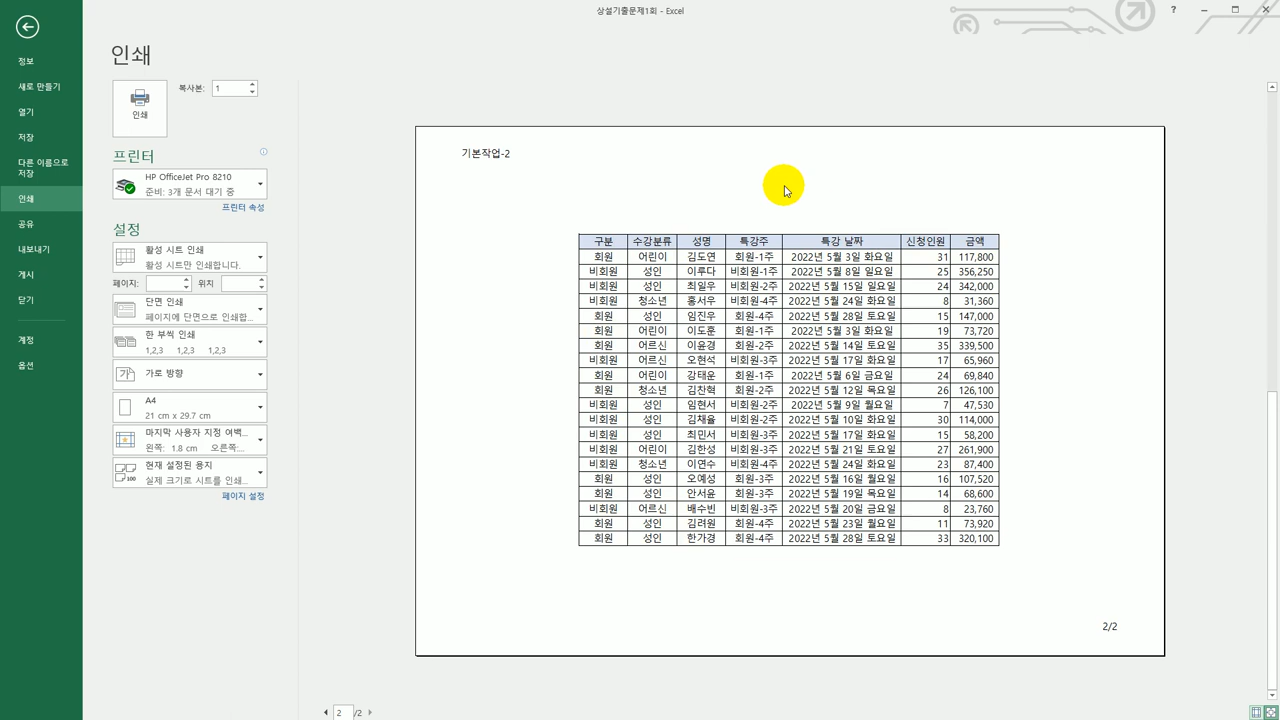 상설기출문제1회 - Excel
?
정보
새로 만들기
열기
저장
다른 이름으로
저장
인쇄
공유
내보내기
게시
닫기
계정
옵션
인쇄
인쇄
복사본: 1
프린터
HP OfficeJet Pro 8210
준비: 3개 문서 대기 중
프린터 속성
설정
활성 시트 인쇄
활성 시트만 인쇄합니다.
페이지: 위치
단면 인쇄
페이지에 단면으로 인쇄합...
한 부씩 인쇄
1,2,3 1,2,3 1,2,3
가로 방향
A4
21 cm x 29.7 cm
마지막 사용자 지정 여백...
왼쪽: 1.8 cm 오른쪽:...
현재 설정된 용지
실제 크기로 시트를 인쇄...
100
페이지 설정
기본작업-2
구분 수강분류 성명 특강주 특강 날짜 신청인원 금액
회원 어린이 김도연 회원-1주 2022년 5월 3일 화요일 31 117,800
비회원 성인 이루다 비회원-1주 2022년 5월 8일 일요일 25 356,250
비회원 성인 최일우 비회원-2주 2022년 5월 15일 일요일 24 342,000
비회원 청소년 홍서우 비회원-4주 2022년 5월 24일 화요일 8 31,360
회원 성인 임진우 회원-4주 2022년 5월 28일 토요일 15 147,000
회원 어린이 이도훈 회원-1주 2022년 5월 3일 화요일 19 73,720
회원 어르신 이윤경 회원-2주 2022년 5월 14일 토요일 35 339,500
비회원 어르신 오현석 비회원-3주 2022년 5월 17일 화요일 17 65,960
회원 어린이 강태운 회원-1주 2022년 5월 6일 금요일 24 69,840
회원 청소년 김찬혁 회원-2주 2022년 5월 12일 목요일 26 126,100
비회원 성인 임현서 비회원-2주 2022년 5월 9일 월요일 7 47,530
비회원 성인 김채율 비회원-2주 2022년 5월 10일 화요일 30 114,000
비회원 성인 최민서 비회원-3주 2022년 5월 17일 화요일 15 58,200
비회원 어린이 김한성 비회원-3주 2022년 5월 21일 토요일 27 261,900
비회원 청소년 이연수 비회원-4주 2022년 5월 24일 화요일 23 87,400
회원 성인 오예성 회원-3주 2022년 5월 16일 월요일 16 107,520
회원 성인 안서윤 회원-3주 2022년 5월 19일 목요일 14 68,600
비회원 어르신 배수빈 비회원-3주 2022년 5월 20일 금요일 8 23,760
회원 성인 김려원 회원-4주 2022년 5월 23일 월요일 11 73,920
회원 성인 한가경 회원-4주 2022년 5월 28일 토요일 33 320,100
2/2
2 /2